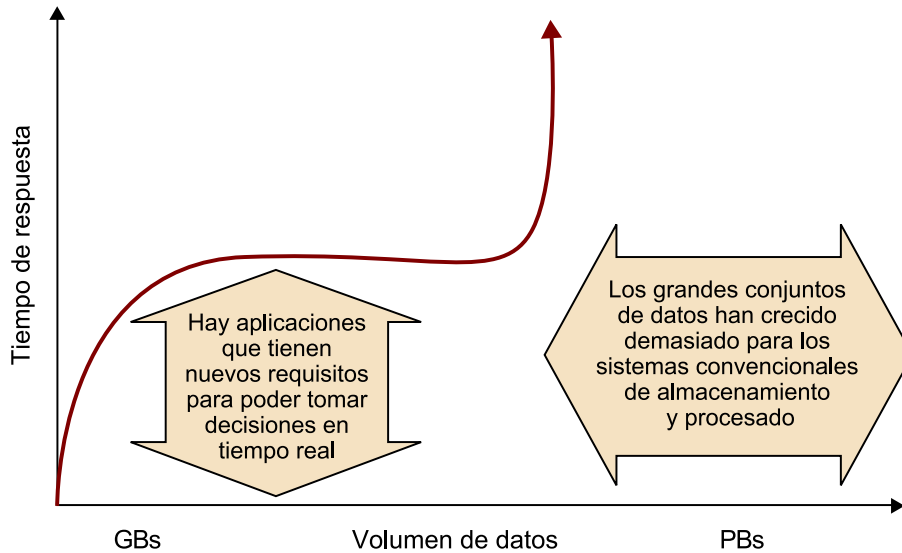 Tiempo de respuesta
Hay aplicaciones
que tienen
nuevos requisitos
para poder tomar
decisiones en
tiempo real
Los grandes conjuntos
de datos han crecido
demasiado para los
sistemas convencionales
de almacenamiento
y procesado
GBs
Volumen de datos
PBs